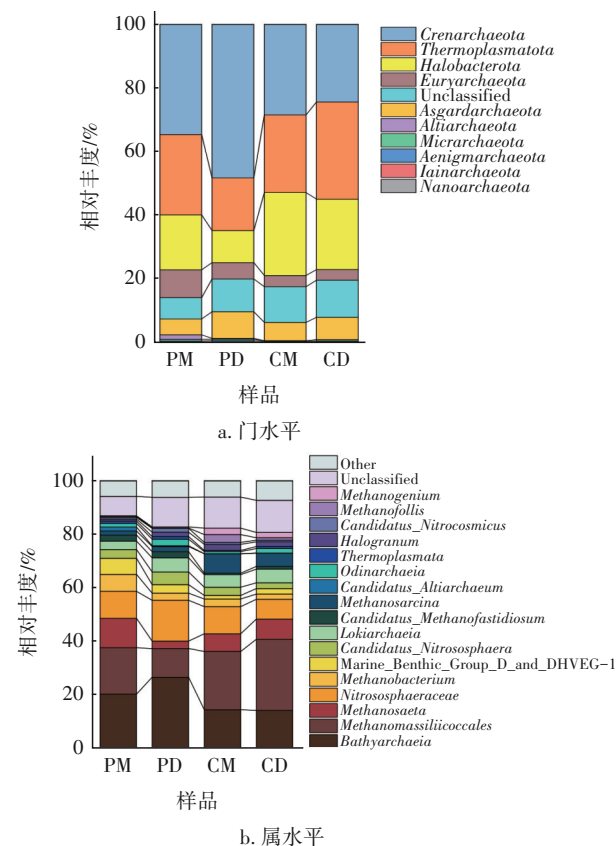 100
80
60
40
20
0
相对丰度/%
PM PD CM CD
样品
Crenarchaeota
Thermoplasmatota
Halobacterota
Euryarchaeota
Unclassified
Asgardarchaeota
Altiarchaeota
Micrarchaeota
Aenigmarchaeota
Iainarchaeota
Nanoarchaeota
a. 门水平
100
80
60
40
20
0
相对丰度/%
PM PD CM CD
样品
Other
Unclassified
Methanogenium
Methanofollis
Candidatus_Nitrocosmicus
Halogranum
Thermoplasmata
Odinarchaeia
Candidatus_Altiarchaeum
Methanosarcina
Candidatus_Methanofastidiosum
Lokiarchaeia
Candidatus_Nitrososphaera
Marine_Benthic_Group_D_and_DHVEG-1
Methanobacterium
Nitrososphaeraceae
Methanosaeta
Methanomassiliicoccales
Bathyarchaeia
b. 属水平